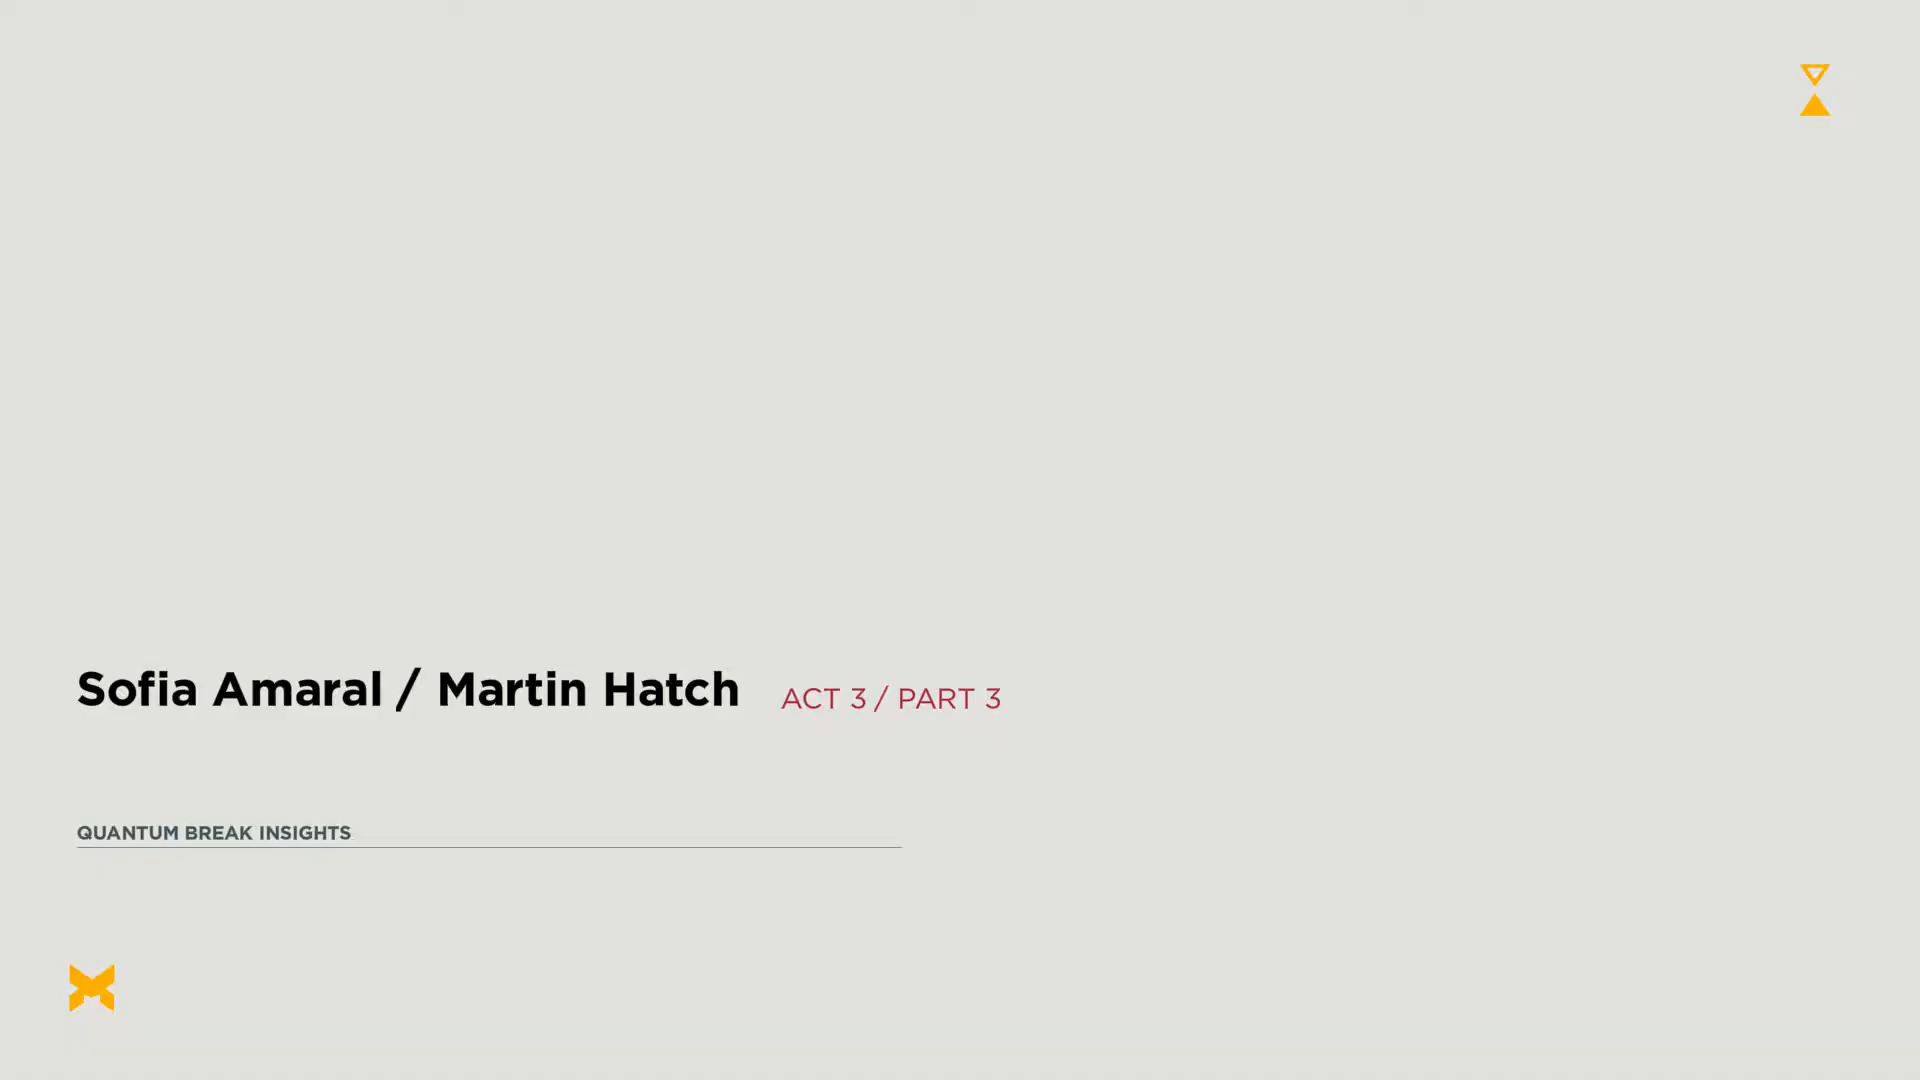 Sofia Amaral / Martin Hatch ACT 3 / PART 3
QUANTUM BREAK INSIGHTS